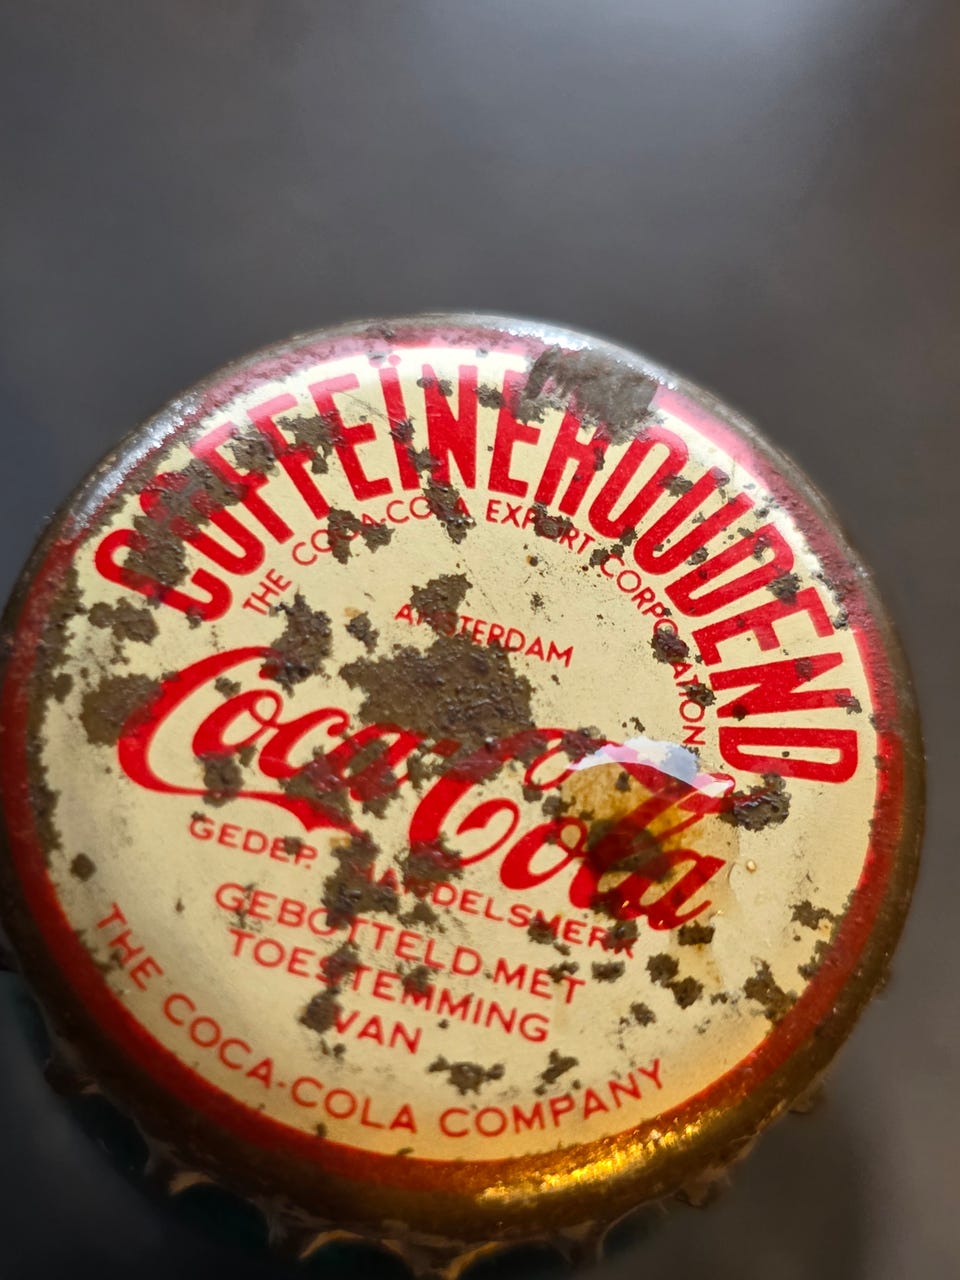 COFFEÏNEHOUDEND
THE COCA-COLA EXPORT CORPORATION
AMSTERDAM
Coca-Cola
GEDEP. HANDELSMERK
GEBOTTELD MET
TOESTEMMING
VAN
THE COCA-COLA COMPANY